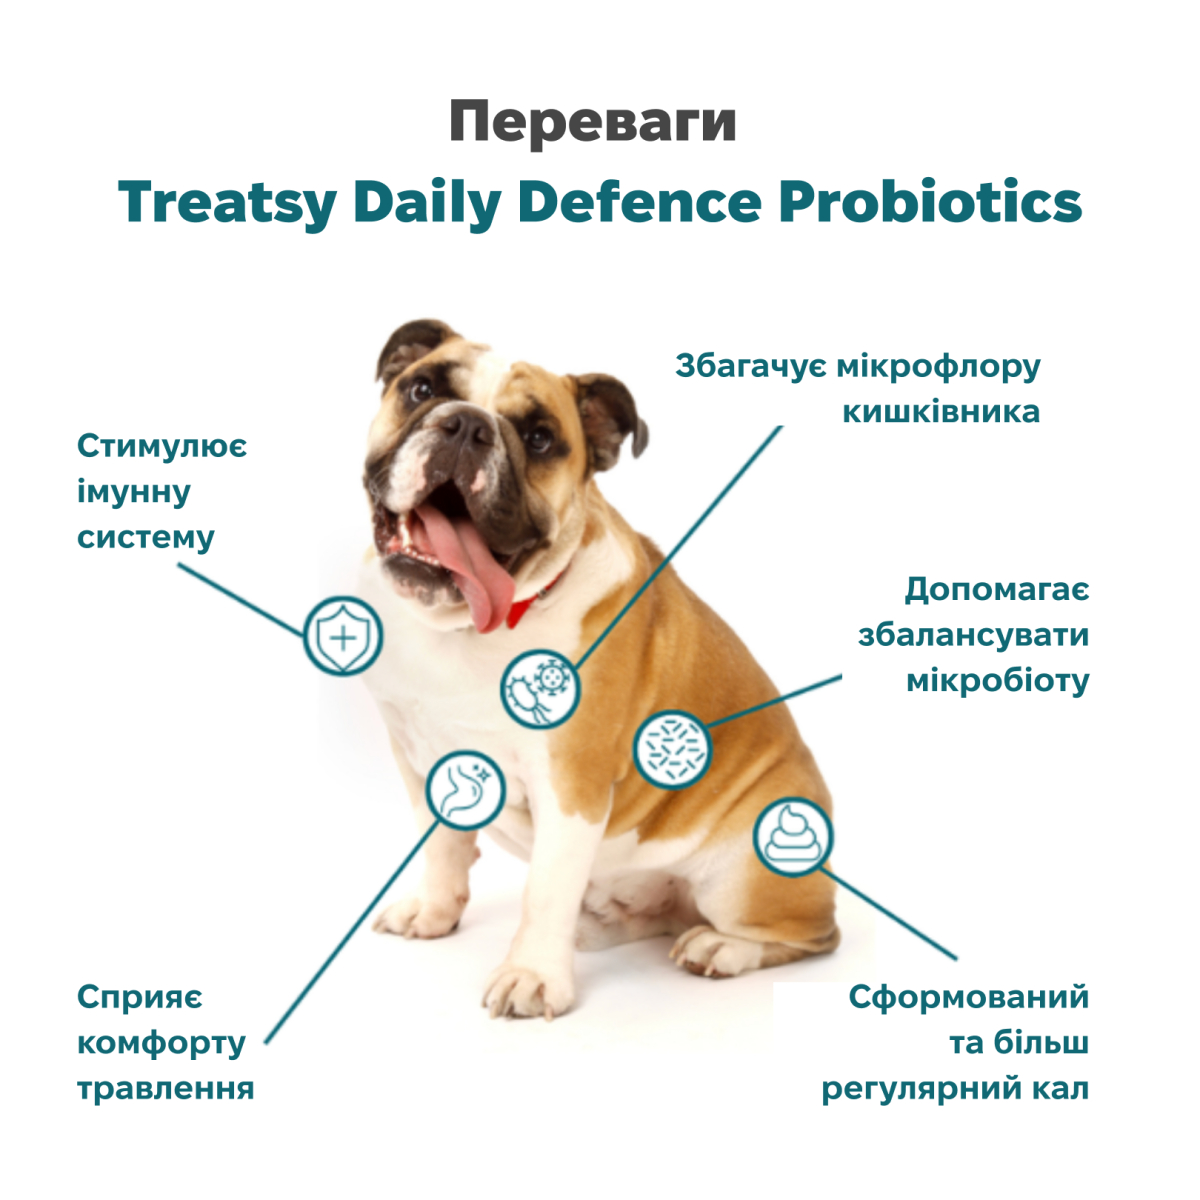 Переваги
Treatsy Daily Defence Probiotics
Збагачує мікрофлору
кишківника
Стимулює
імунну
систему
Допомагає
збалансувати
мікробіоту
Сприяє
комфорту
травлення
Сформований
та більш
регулярний кал